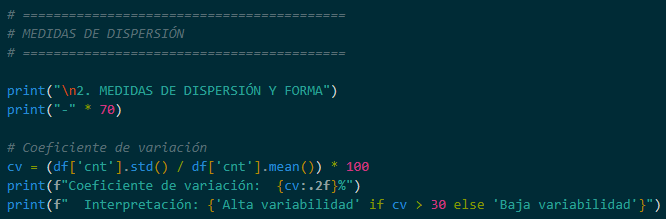 # =========================================
# MEDIDAS DE DISPERSIÓN
# =========================================
print("\n2. MEDIDAS DE DISPERSIÓN Y FORMA")
print("-" * 70)
# Coeficiente de variación
cv = (df['cnt'].std() / df['cnt'].mean()) * 100
print(f"Coeficiente de variación:  {cv:.2f}%")
print(f"  Interpretación: {'Alta variabilidad' if cv > 30 else 'Baja variabilidad'}")